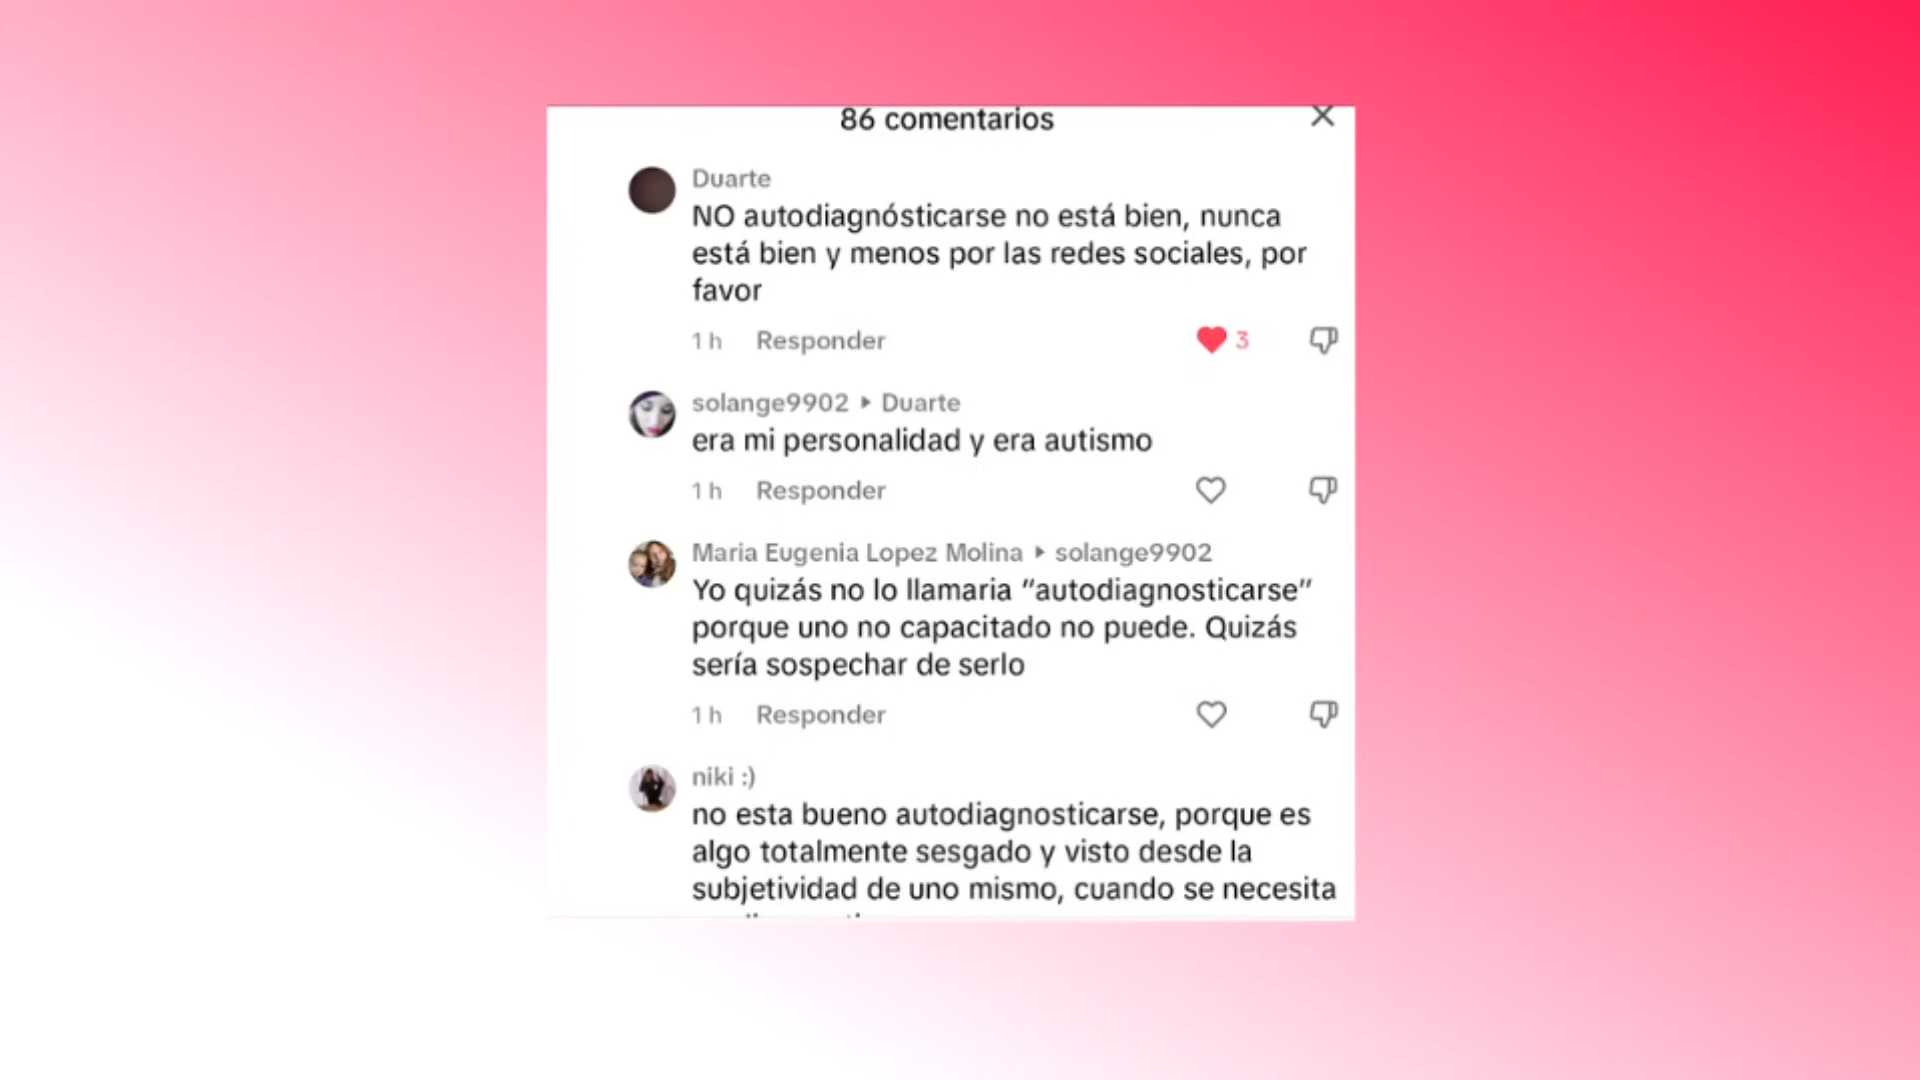 86 comentarios
Duarte
NO autodiagnósticarse no está bien, nunca
está bien y menos por las redes sociales, por
favor
1 h Responder 3
solange9902 ▸ Duarte
era mi personalidad y era autismo
1 h Responder
Maria Eugenia Lopez Molina ▸ solange9902
Yo quizás no lo llamaria “autodiagnosticarse”
porque uno no capacitado no puede. Quizás
sería sospechar de serlo
1 h Responder
niki :)
no esta bueno autodiagnosticarse, porque es
algo totalmente sesgado y visto desde la
subjetividad de uno mismo, cuando se necesita